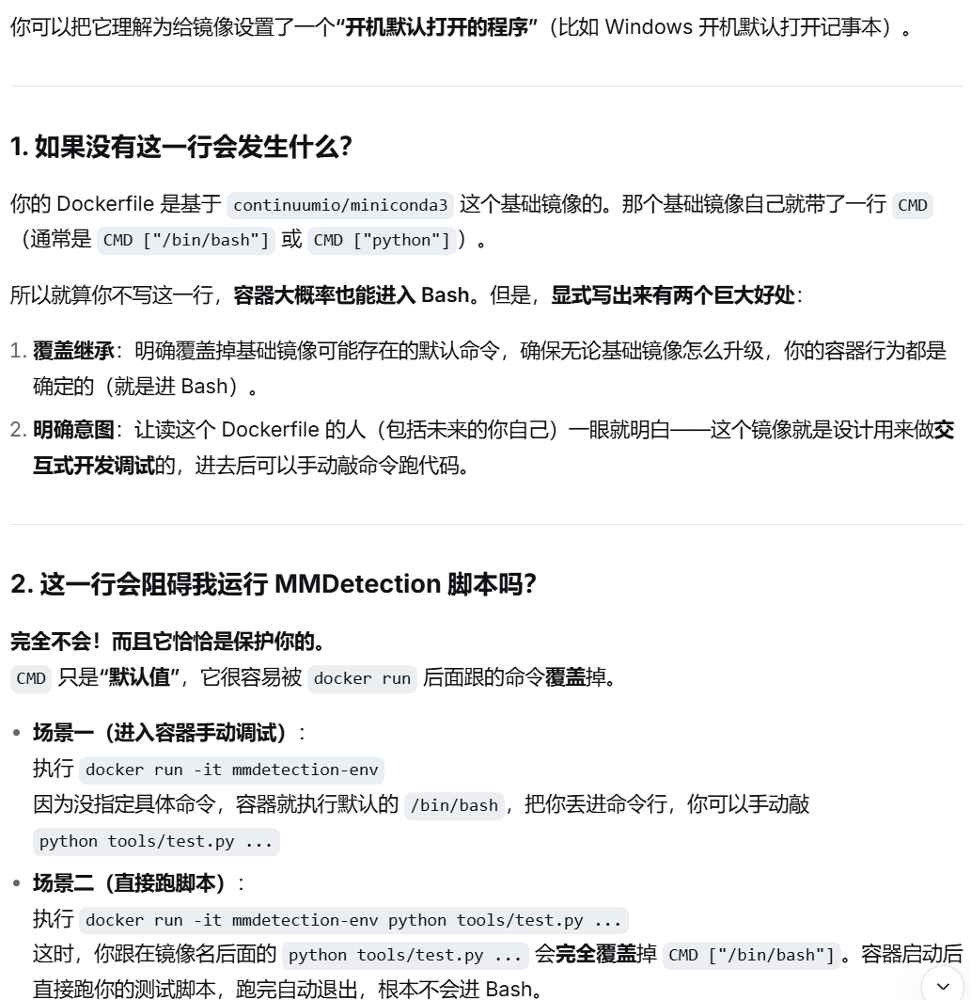 你可以把它理解为给镜像设置了一个“开机默认打开的程序”（比如 Windows 开机默认打开记事本）。
1. 如果没有这一行会发生什么？
你的 Dockerfile 是基于 continuumio/miniconda3 这个基础镜像的。那个基础镜像自己就带了一行 CMD
（通常是 CMD ["/bin/bash"] 或 CMD ["python"]）。
所以就算你不写这一行，容器大概率也能进入 Bash。但是，显式写出来有两个巨大好处：
1. 覆盖继承：明确覆盖掉基础镜像可能存在的默认命令，确保无论基础镜像怎么升级，你的容器行为都是
确定的（就是进 Bash）。
2. 明确意图：让读这个 Dockerfile 的人（包括未来的你自己）一眼就明白——这个镜像就是设计用来做交
互式开发调试的，进去后可以手动敲命令跑代码。
2. 这一行会阻碍我运行 MMDetection 脚本吗？
完全不会！而且它恰恰是保护你的。
CMD 只是“默认值”，它很容易被 docker run 后面跟的命令覆盖掉。
• 场景一（进入容器手动调试）：
执行 docker run -it mmdetection-env
因为没指定具体命令，容器就执行默认的 /bin/bash，把你丢进命令行，你可以手动敲
python tools/test.py ...
• 场景二（直接跑脚本）：
执行 docker run -it mmdetection-env python tools/test.py ...
这时，你跟在镜像名后面的 python tools/test.py ... 会完全覆盖掉 CMD ["/bin/bash"]。容器启动后
直接跑你的测试脚本，跑完自动退出，根本不会进 Bash。